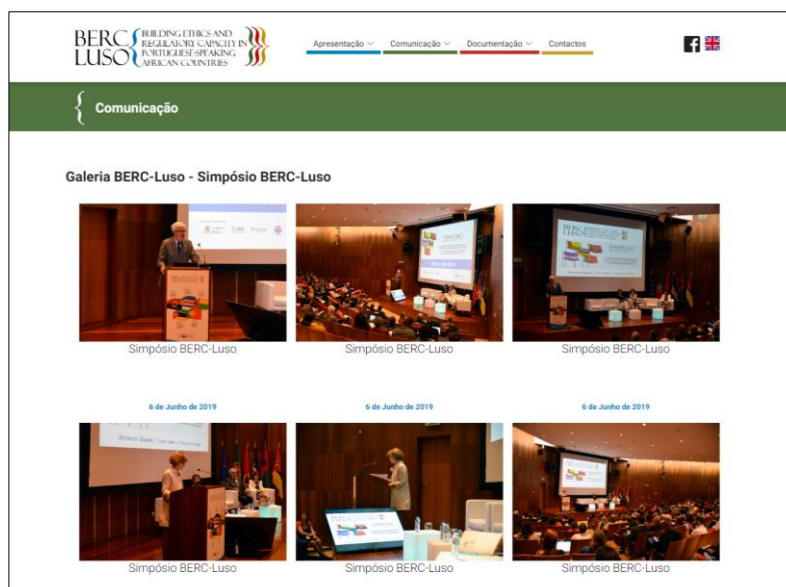 BERC
LUSO
BUILDING ETHICS AND
REGULATORY CAPACITY IN
PORTUGUESE-SPEAKING
AFRICAN COUNTRIES
Apresentação
Comunicação
Documentação
Contactos
Comunicação
Galeria BERC-Luso - Simpósio BERC-Luso
Simpósio BERC-Luso
Simpósio BERC-Luso
Simpósio BERC-Luso
6 de Junho de 2019
6 de Junho de 2019
6 de Junho de 2019
Simpósio BERC-Luso
Simpósio BERC-Luso
Simpósio BERC-Luso